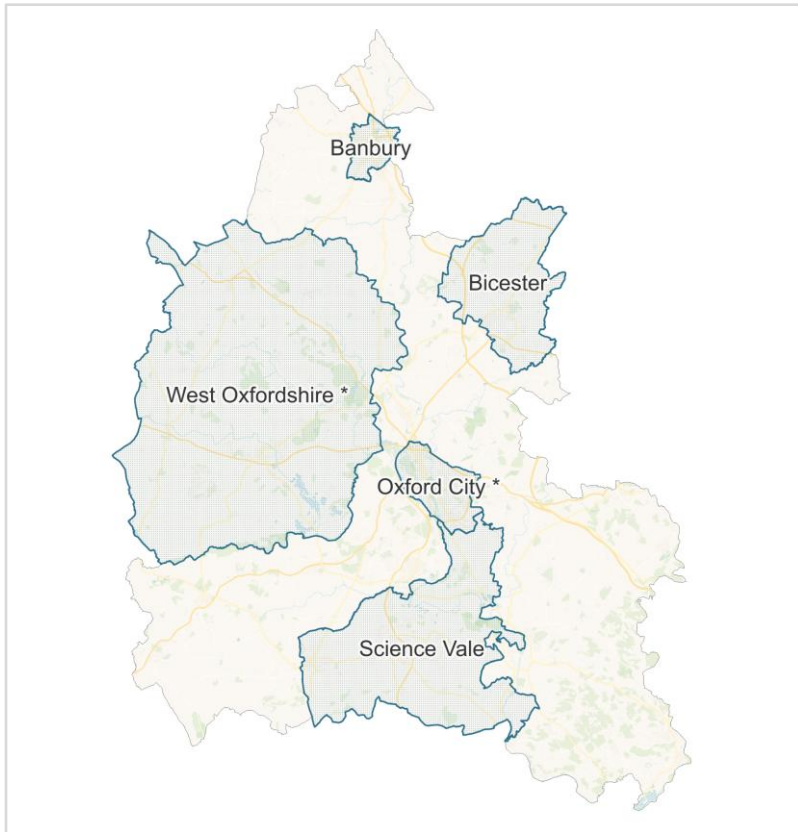 Banbury
Bicester
West Oxfordshire *
Oxford City *
Science Vale